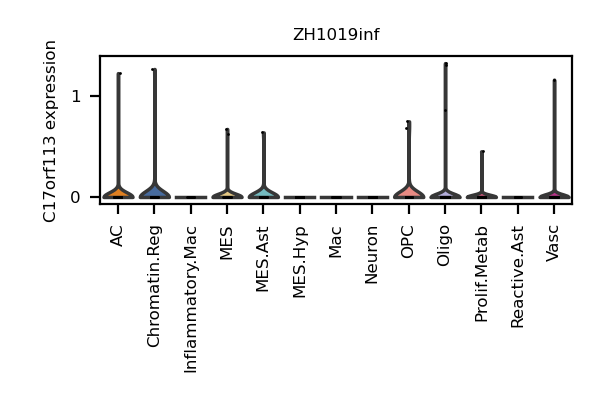 ZH1019inf
C17orf113 expression
1
0
AC
Chromatin.Reg
Inflammatory.Mac
MES
MES.Ast
MES.Hyp
Mac
Neuron
OPC
Oligo
Prolif.Metab
Reactive.Ast
Vasc